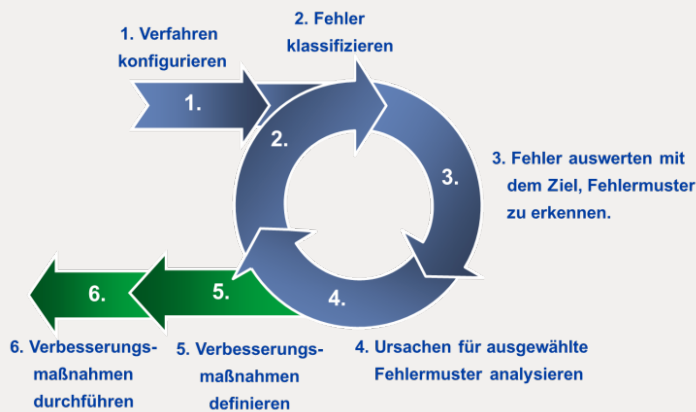 1. Verfahren
konfigurieren
2. Fehler
klassifizieren
1.
2.
3.
3. Fehler auswerten mit
dem Ziel, Fehlermuster
zu erkennen.
4.
4. Ursachen für ausgewählte
Fehlermuster analysieren
5.
5. Verbesserungs-
maßnahmen
definieren
6.
6. Verbesserungs-
maßnahmen
durchführen